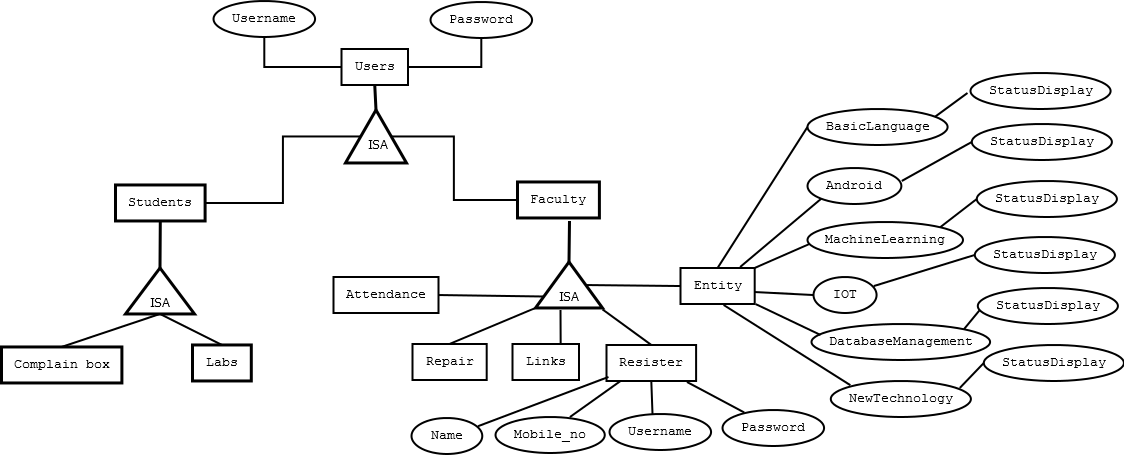 Username
Password
Users
ISA
Students
Faculty
ISA
Complain box
Labs
Attendance
ISA
Entity
Repair
Links
Resister
Name
Mobile_no
Username
Password
BasicLanguage
StatusDisplay
Android
StatusDisplay
MachineLearning
StatusDisplay
IOT
StatusDisplay
DatabaseManagement
StatusDisplay
NewTechnology
StatusDisplay